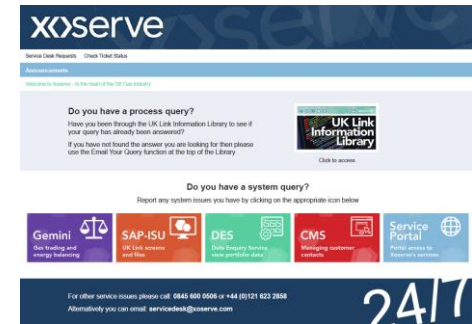 xoserve
Service Desk Requests Check Ticket Status
Announcements
Welcome to Xoserve - At the heart of the GB Gas Industry
Do you have a process query?
Have you been through the UK Link Information Library to see if
your query has already been answered?
If you have not found the answer you are looking for then please
use the Email Your Query function at the top of the Library
UK Link
Information
Library
Click to access
Do you have a system query?
Report any system issues you have by clicking on the appropriate icon below
Gemini
Gas trading and
energy balancing
SAP-ISU
UK Link screens
and files
DES
Data Enquiry Service
view portfolio data
CMS
Managing customer
contacts
Service
Portal
Portal access to
Xoserve's services
For other service issues please call: 0845 600 0506 or +44 (0)121 623 2858
Alternatively you can email: servicedesk@xoserve.com
24/7